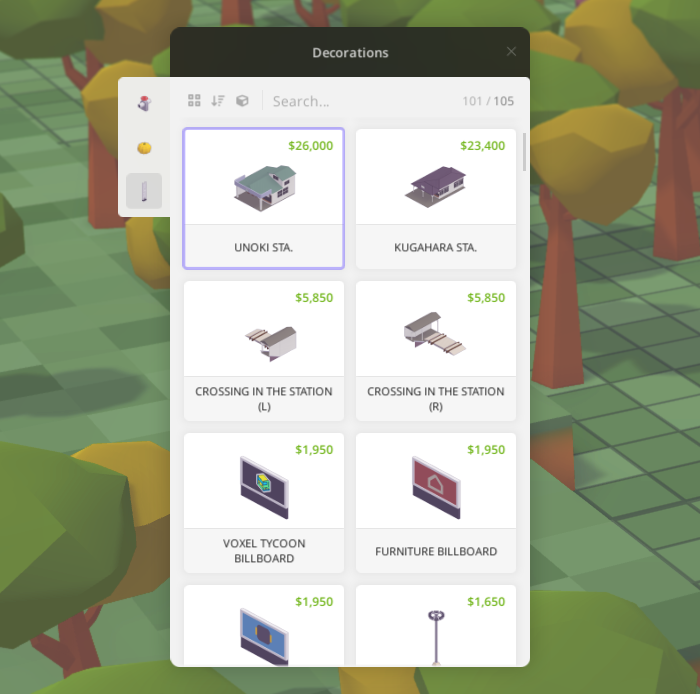 Decorations
Search...
101 / 105
$26,000
$23,400
UNOKI STA.
KUGAHARA STA.
$5,850
$5,850
CROSSING IN THE STATION
(L)
CROSSING IN THE STATION
(R)
$1,950
$1,950
VOXEL TYCOON
BILLBOARD
FURNITURE BILLBOARD
$1,950
$1,650